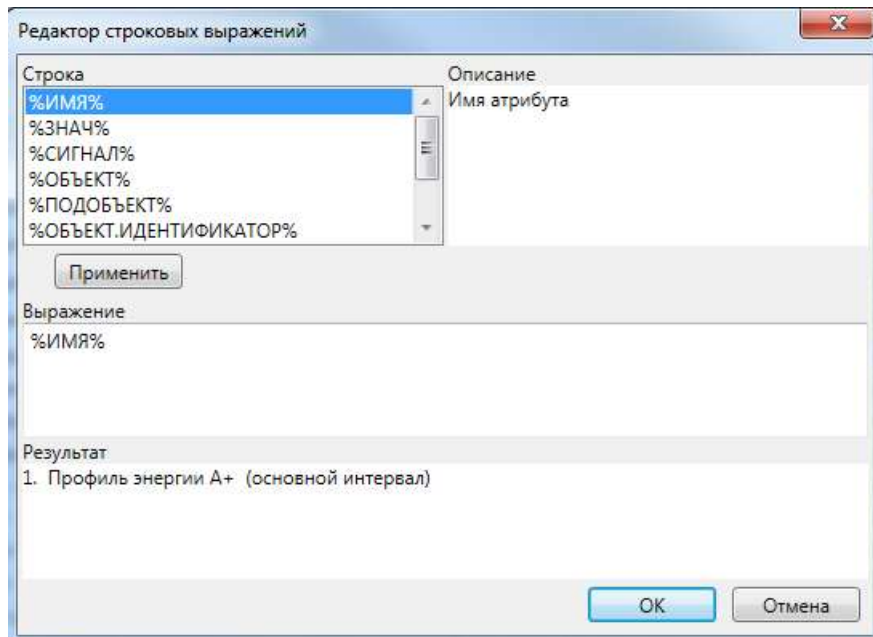 Редактор строковых выражений
Строка
Описание
%ИМЯ%
Имя атрибута
%ЗНАЧ%
%СИГНАЛ%
%ОБЪЕКТ%
%ПОДОБЪЕКТ%
%ОБЪЕКТ.ИДЕНТИФИКАТОР%
Применить
Выражение
%ИМЯ%
Результат
1. Профиль энергии А+ (основной интервал)
ОК
Отмена